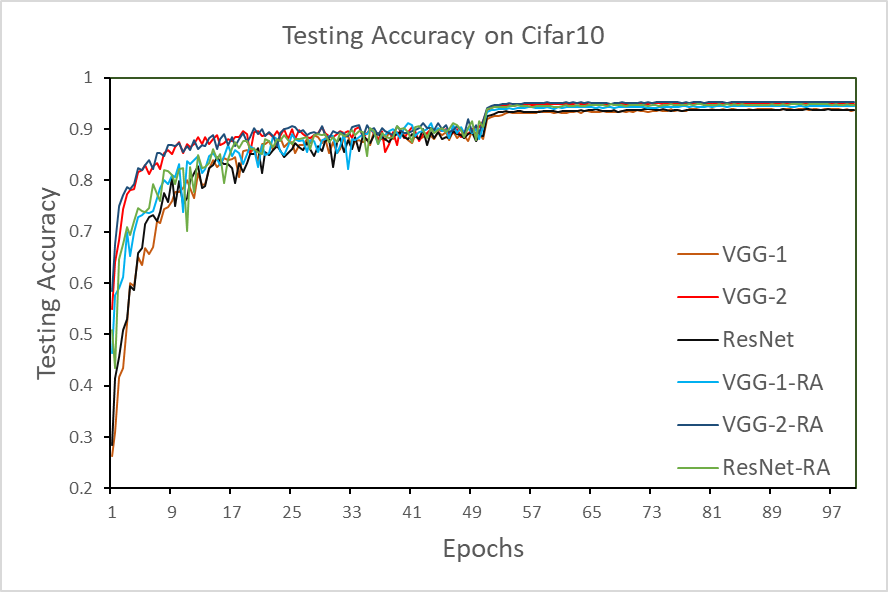 Testing Accuracy on Cifar10
Testing Accuracy
1
0.9
0.8
0.7
0.6
0.5
0.4
0.3
0.2
VGG-1
VGG-2
ResNet
VGG-1-RA
VGG-2-RA
ResNet-RA
1 9 17 25 33 41 49 57 65 73 81 89 97
Epochs